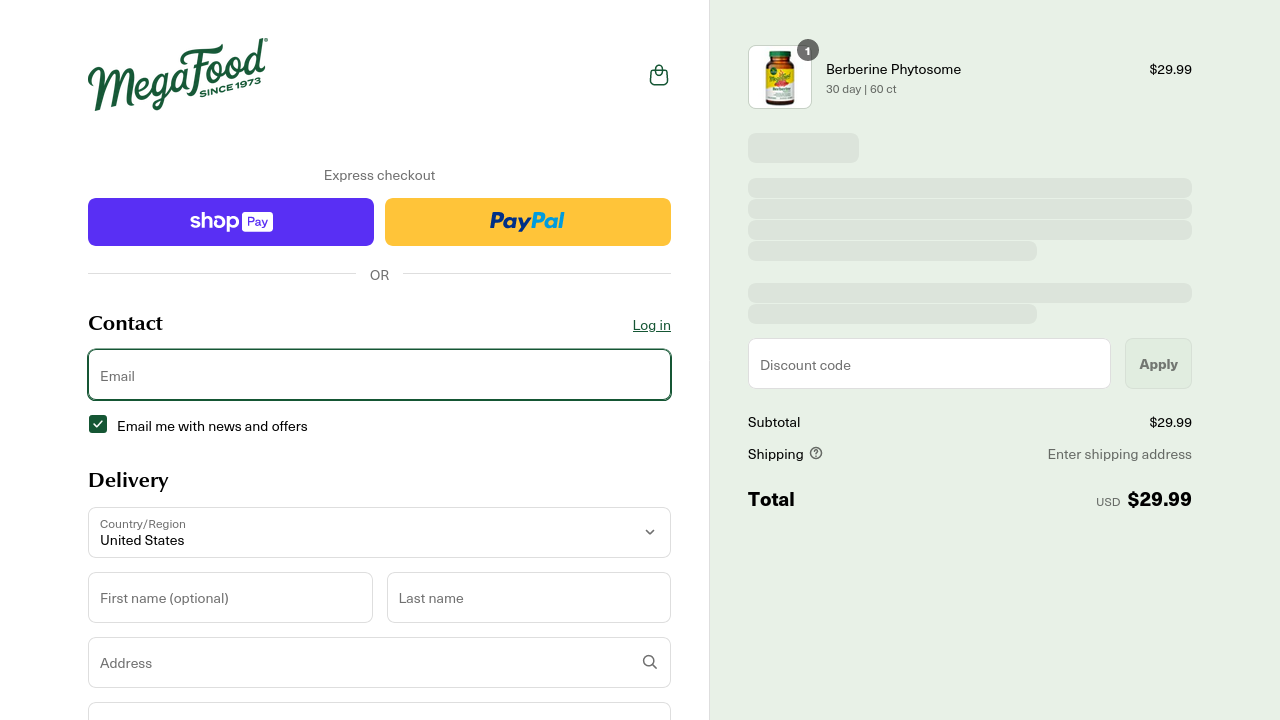 MegaFood®
SINCE 1973
Express checkout
shop Pay
PayPal
OR
Contact
Log in
Email
Email me with news and offers
Delivery
Country/Region
United States
First name (optional)
Last name
Address
1
Berberine Phytosome
$29.99
30 day | 60 ct
Discount code
Apply
Subtotal
$29.99
Shipping
Enter shipping address
Total
USD $29.99